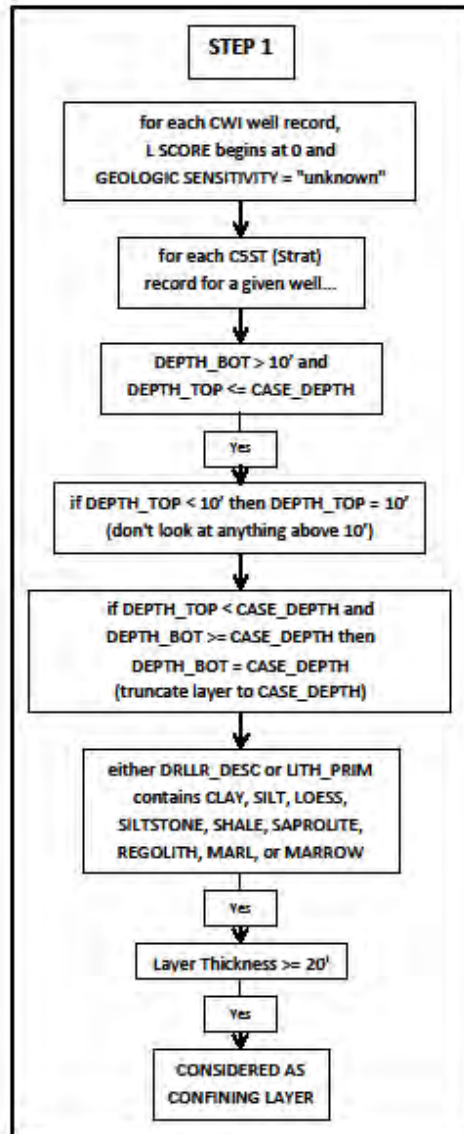 STEP 1
for each CWI well record,
L SCORE begins at 0 and
GEOLOGIC SENSITIVITY = "unknown"
for each C5ST (Strat)
record for a given well...
DEPTH_BOT > 10' and
DEPTH_TOP <= CASE_DEPTH
Yes
if DEPTH_TOP < 10' then DEPTH_TOP = 10'
(don't look at anything above 10')
if DEPTH_TOP < CASE_DEPTH and
DEPTH_BOT >= CASE_DEPTH then
DEPTH_BOT = CASE_DEPTH
(truncate layer to CASE_DEPTH)
either DRLLR_DESC or LITH_PRIM
contains CLAY, SILT, LOESS,
SILTSTONE, SHALE, SAPROLITE,
REGOLITH, MARL, or MARROW
Yes
Layer Thickness >= 20'
Yes
CONSIDERED AS
CONFINING LAYER